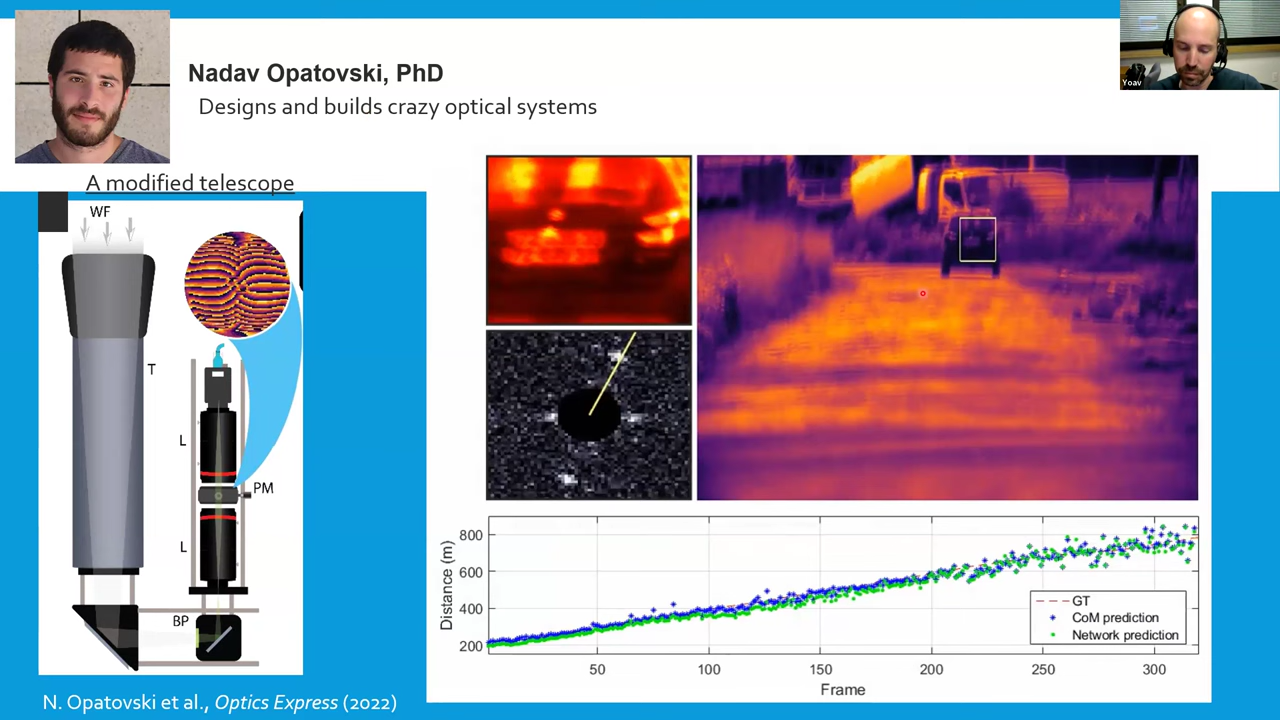 Yoav
Nadav Opatovski, PhD
Designs and builds crazy optical systems
A modified telescope
WF
T
L
PM
L
BP
800
600
400
200
Distance (m)
50
100
150
200
250
300
Frame
GT
CoM prediction
Network prediction
N. Opatovski et al., Optics Express (2022)